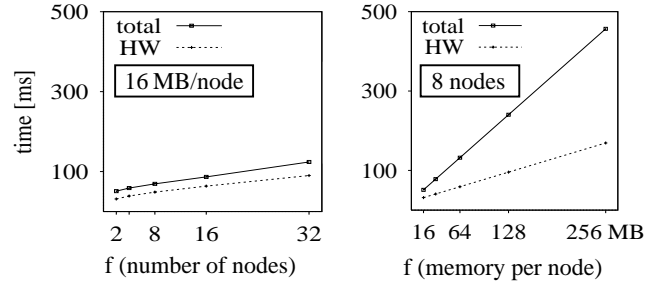 500
total
HW
16 MB/node
300
100
time [ms]
2 8 16 32
f (number of nodes)
500
total
HW
8 nodes
300
100
16 64 128 256 MB
f (memory per node)